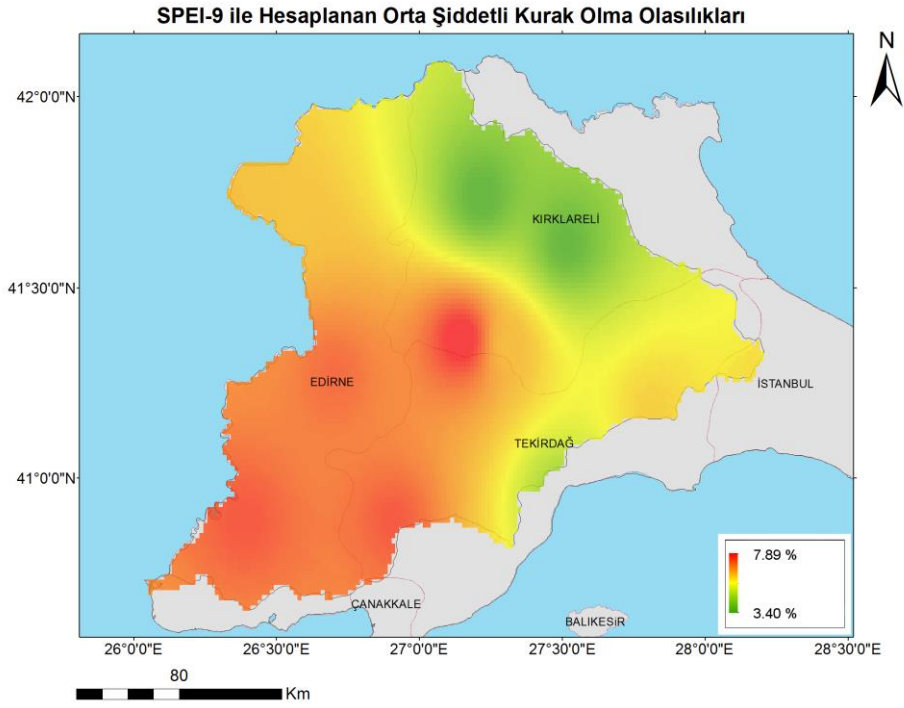 SPEI-9 ile Hesaplanan Orta Şiddetli Kurak Olma Olasılıkları
N
42°0'0"N
KIRKLARELİ
41°30'0"N
EDİRNE
İSTANBUL
TEKİRDAĞ
41°0'0"N
7.89 %
3.40 %
ÇANAKKALE
BALIKESİR
26°0'0"E 26°30'0"E 27°0'0"E 27°30'0"E 28°0'0"E 28°30'0"E
80
Km